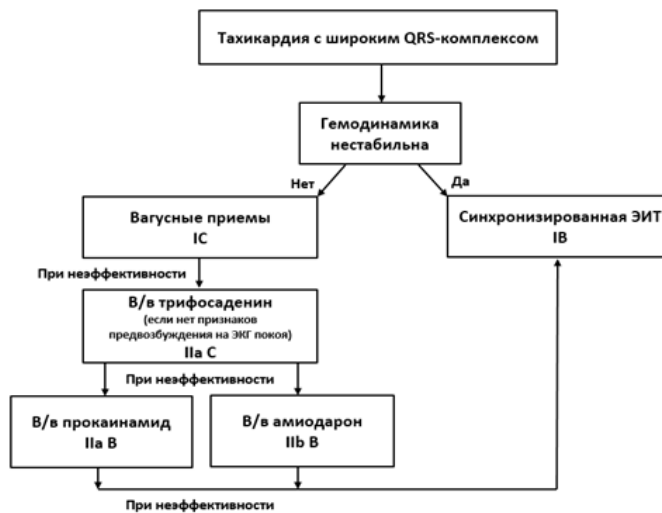 Тахикардия с широким QRS-комплексом
Гемодинамика
нестабильна
Нет
Да
Вагусные приемы
IC
Синхронизированная ЭИТ
IB
При неэффективности
В/в трифосаденин
(если нет признаков
предвозбуждения на ЭКГ покоя)
IIa C
При неэффективности
В/в прокаинамид
IIa B
В/в амиодарон
IIb B
При неэффективности